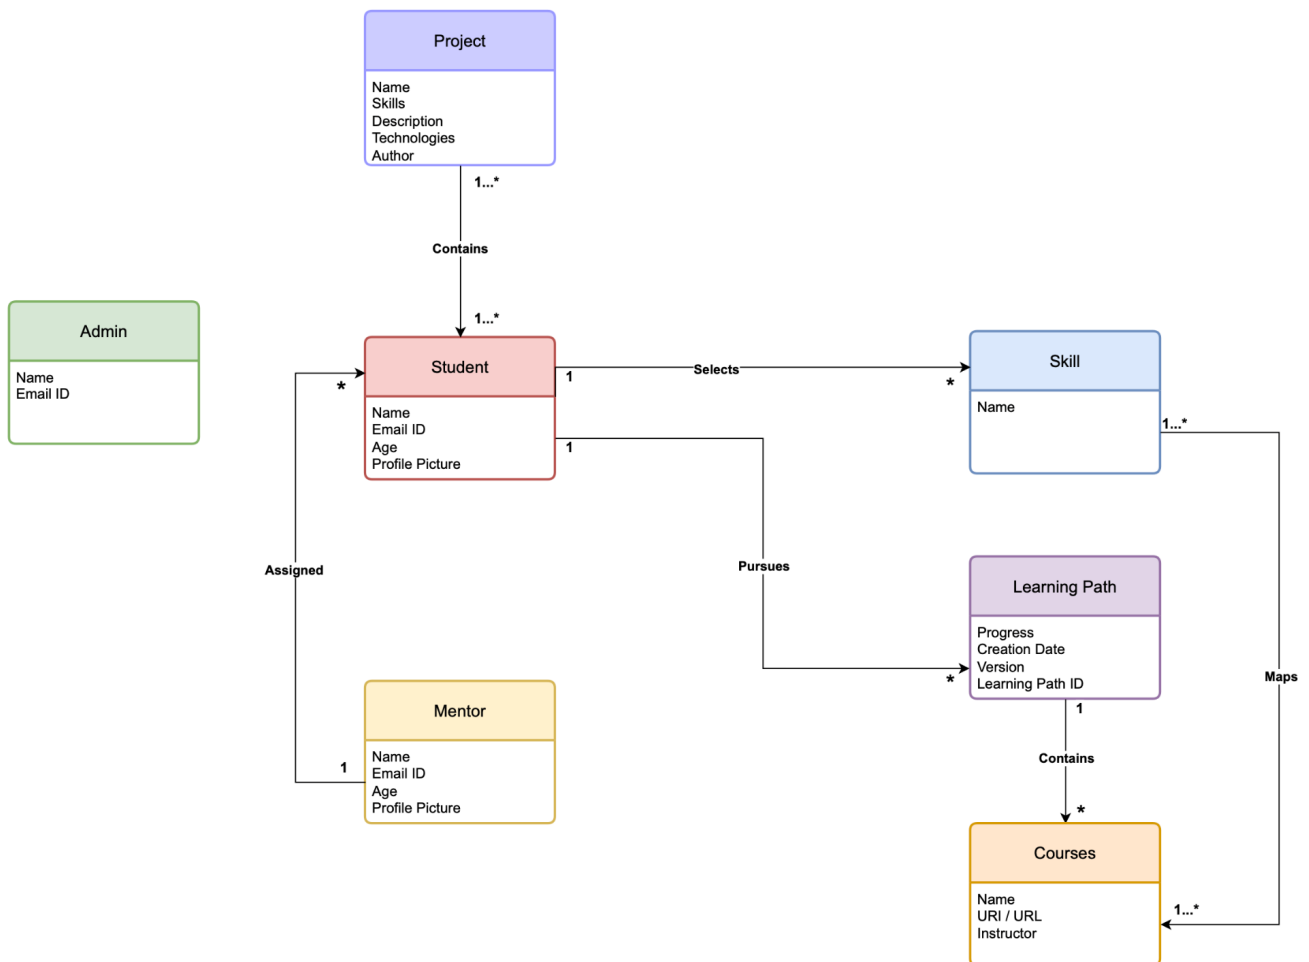 Project
Name
Skills
Description
Technologies
Author
1...*
Contains
1...*
Admin
Name
Email ID
Student
Name
Email ID
Age
Profile Picture
*
1
Selects
*
1
Skill
Name
1...*
Assigned
Pursues
*
Learning Path
Progress
Creation Date
Version
Learning Path ID
1
Maps
Contains
*
Mentor
Name
Email ID
Age
Profile Picture
1
Courses
Name
URI / URL
Instructor
1...*